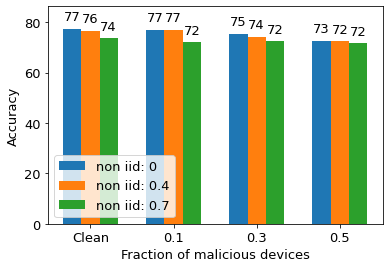 77 76 74 77 77 72 75 74 72 73 72 72
80
60
40
20
0
Accuracy
non iid: 0
non iid: 0.4
non iid: 0.7
Clean 0.1 0.3 0.5
Fraction of malicious devices